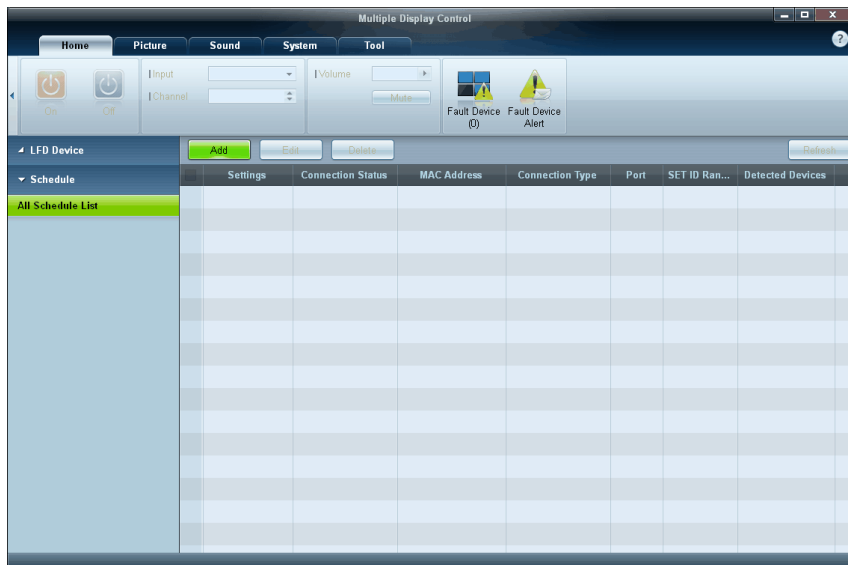 Multiple Display Control
Home Picture Sound System Tool
?
On Off
Input
Channel
Volume
Mute
Fault Device (0)
Fault Device Alert
LFD Device
Schedule
All Schedule List
Add Edit Delete Refresh
Settings Connection Status MAC Address Connection Type Port SET ID Ran... Detected Devices